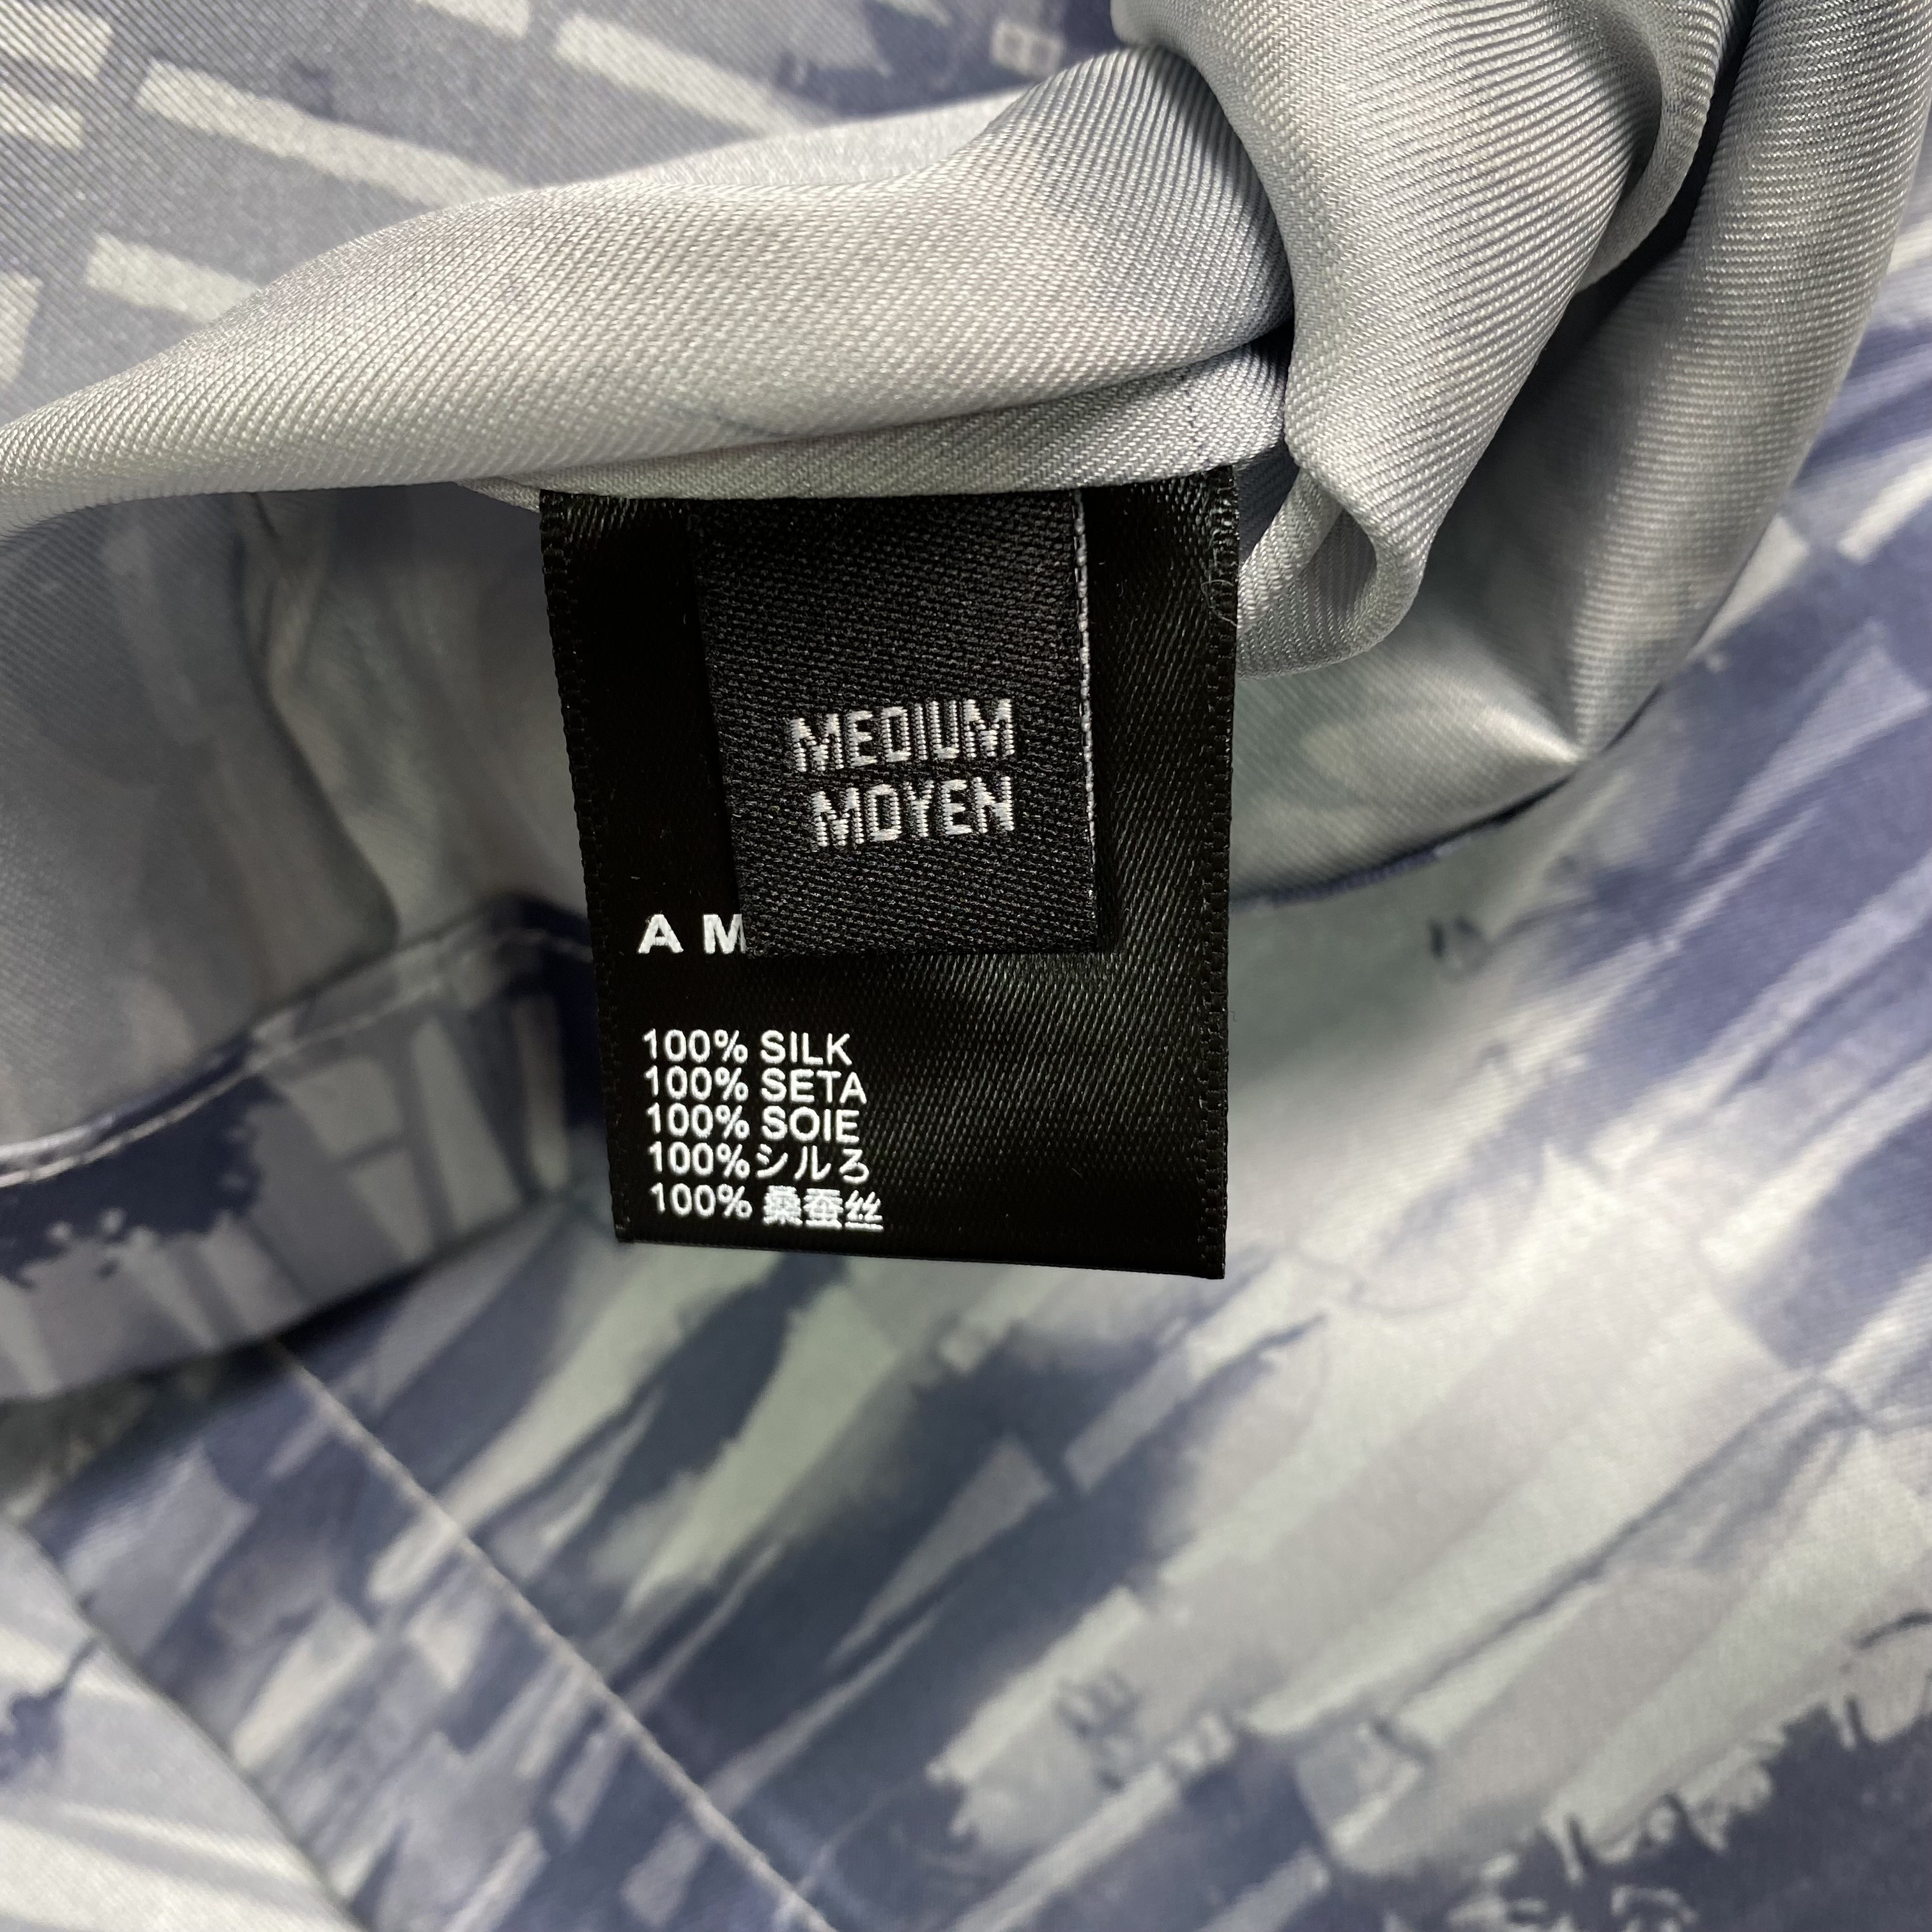 MEDIUM
MOYEN
A M
100% SILK
100% SETA
100% SOIE
100%シルろ
100% 桑蚕丝